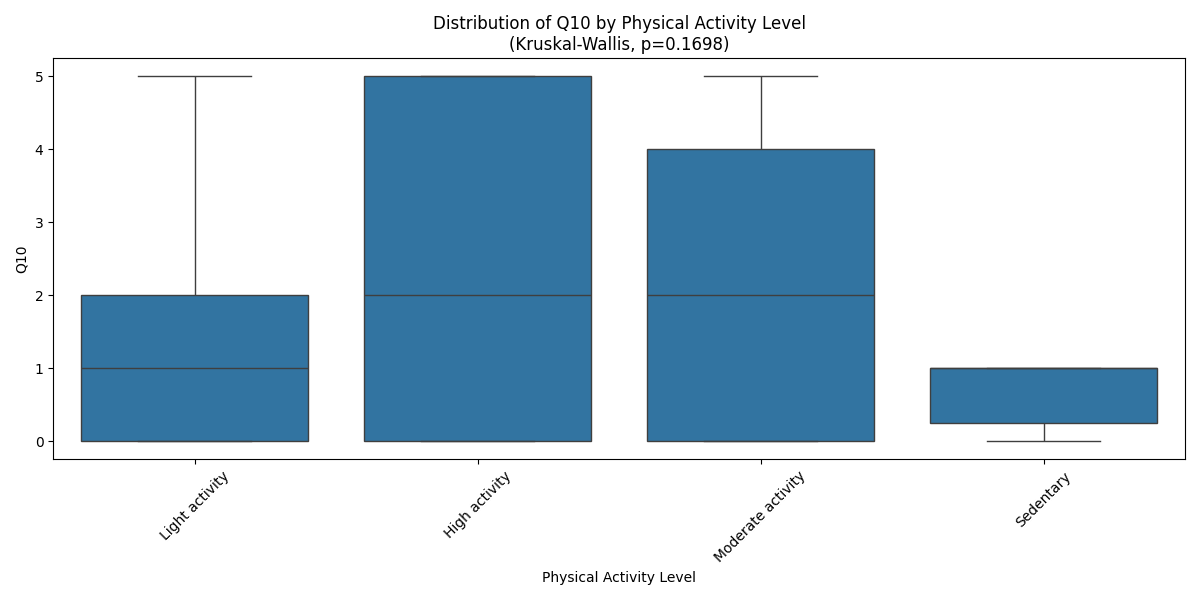 Distribution of Q10 by Physical Activity Level
(Kruskal-Wallis, p=0.1698)
Q10
5
4
3
2
1
0
Light activity
High activity
Moderate activity
Sedentary
Physical Activity Level